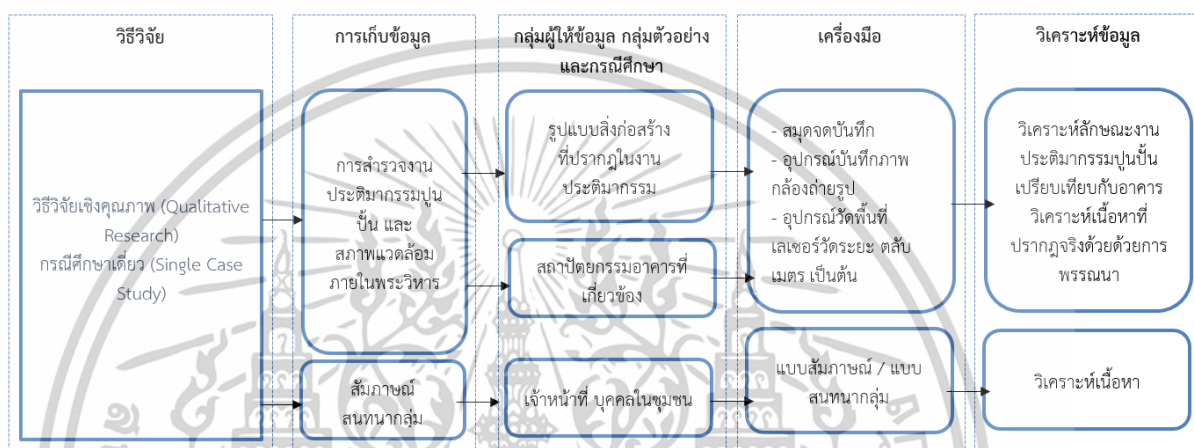 วิธีวิจัย
วิธีวิจัยเชิงคุณภาพ (Qualitative
Research)
กรณีศึกษาเดี่ยว (Single Case
Study)
การเก็บข้อมูล
การสำรวจงาน
ประติมากรรมปูน
ปั้น และ
สภาพแวดล้อม
ภายในพระวิหาร
สัมภาษณ์
สนทนากลุ่ม
กลุ่มผู้ให้ข้อมูล กลุ่มตัวอย่าง
และกรณีศึกษา
รูปแบบสิ่งก่อสร้าง
ที่ปรากฏในงาน
ประติมากรรม
สถาปัตยกรรมอาคารที่
เกี่ยวข้อง
เจ้าหน้าที่ บุคคลในชุมชน
เครื่องมือ
- สมุดจดบันทึก
- อุปกรณ์บันทึกภาพ
กล้องถ่ายรูป
- อุปกรณ์วัดพื้นที่
เลเซอร์วัดระยะ ตลับ
เมตร เป็นต้น
แบบสัมภาษณ์ / แบบ
สนทนากลุ่ม
วิเคราะห์ข้อมูล
วิเคราะห์ลักษณะงาน
ประติมากรรมปูนปั้น
เปรียบเทียบกับอาคาร
วิเคราะห์เนื้อหาที่
ปรากฏจริงด้วยด้วยการ
พรรณนา
วิเคราะห์เนื้อหา